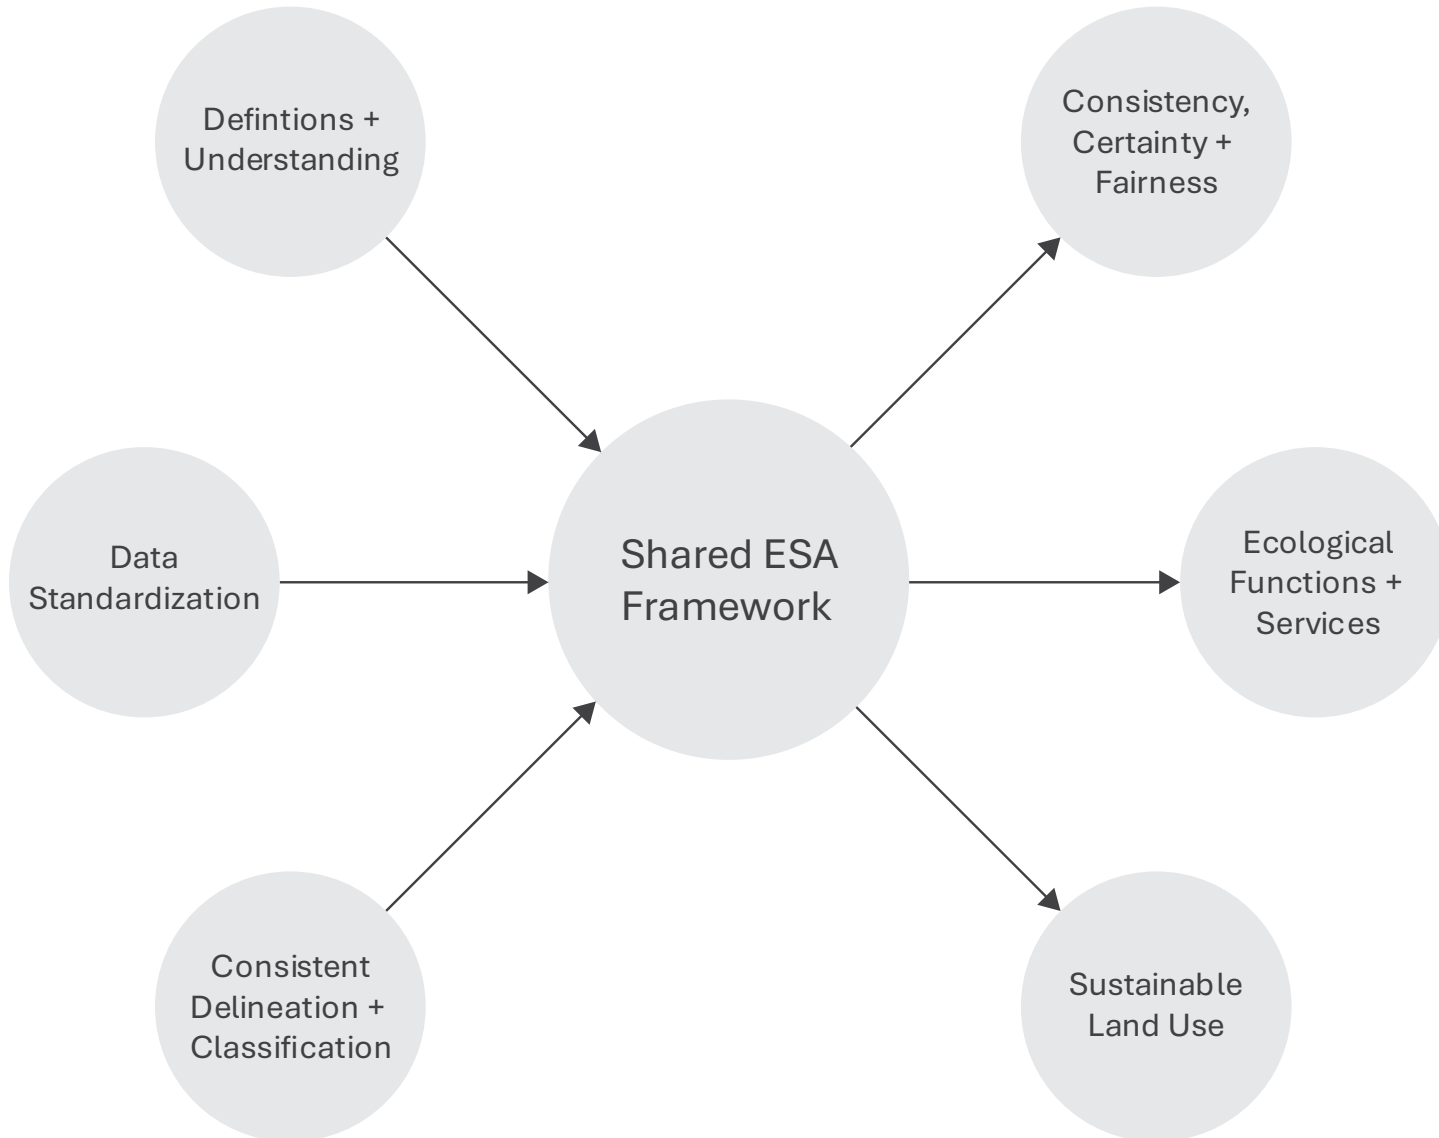 Defintions +
Understanding
Consistency,
Certainty +
Fairness
Data
Standardization
Shared ESA
Framework
Ecological
Functions +
Services
Consistent
Delineation +
Classification
Sustainable
Land Use